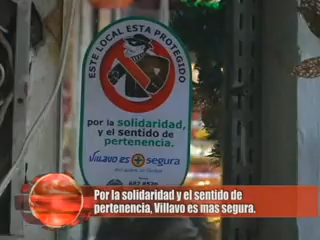 ESTE LOCAL ESTA PROTEGIDO
por la solidaridad,
y el sentido de
pertenencia.
Villavo es + segura
Por la solidaridad y el sentido de
pertenencia, Villavo es mas segura.